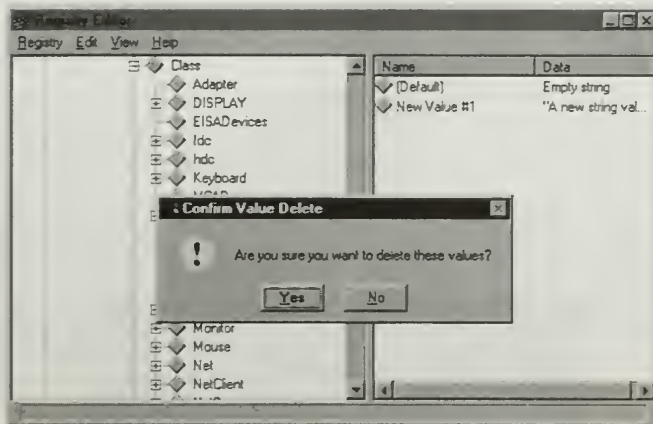 Registry Editor
Registry Edit View Help
Class
Adapter
DISPLAY
EISADevices
fdc
hdc
Keyboard
Monitor
Mouse
Net
NetClient
Name Data
(Default) Empty string
New Value #1 "A new string val...
Confirm Value Delete
Are you sure you want to delete these values?
Yes No